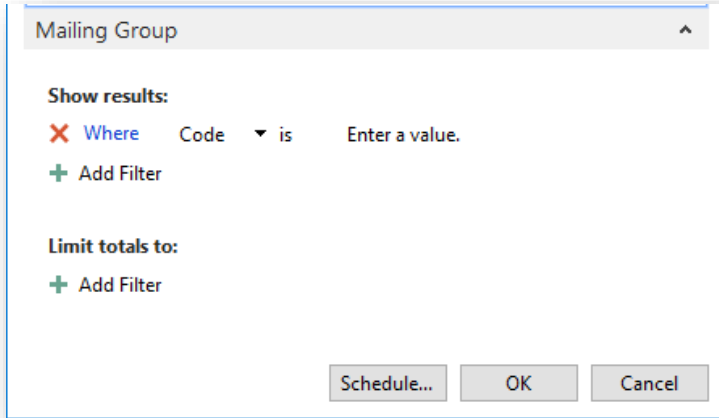 Mailing Group
Show results:
Where Code is Enter a value.
Add Filter
Limit totals to:
Add Filter
Schedule... OK Cancel